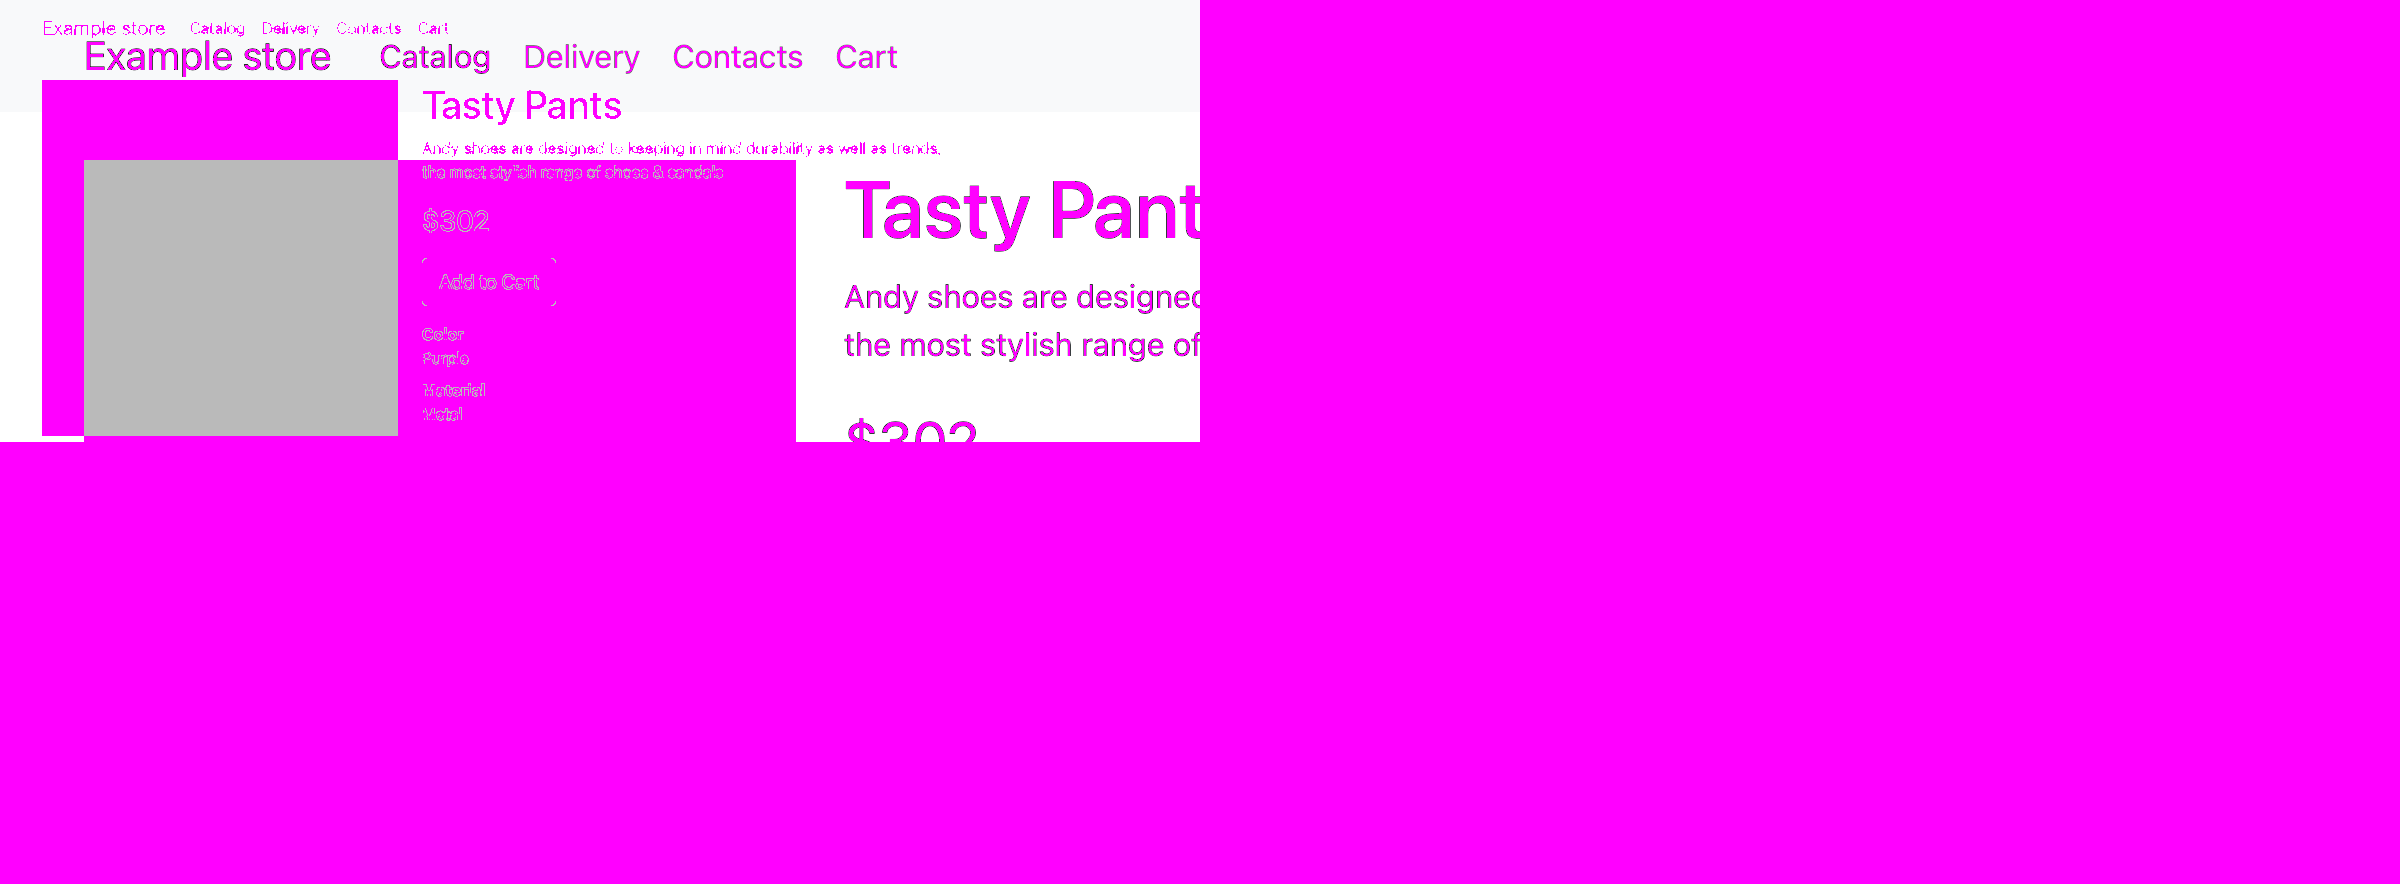 Example store Catalog Delivery Contacts Cart
Example store Catalog Delivery Contacts Cart
Tasty Pants
Andy shoes are designed to keeping in mind durability as well as trends,
the most stylish range of shoes & sandals
$302
Add to Cart
Color
Purple
Material
Metal
Tasty Pant
Andy shoes are designed
the most stylish range of
$302